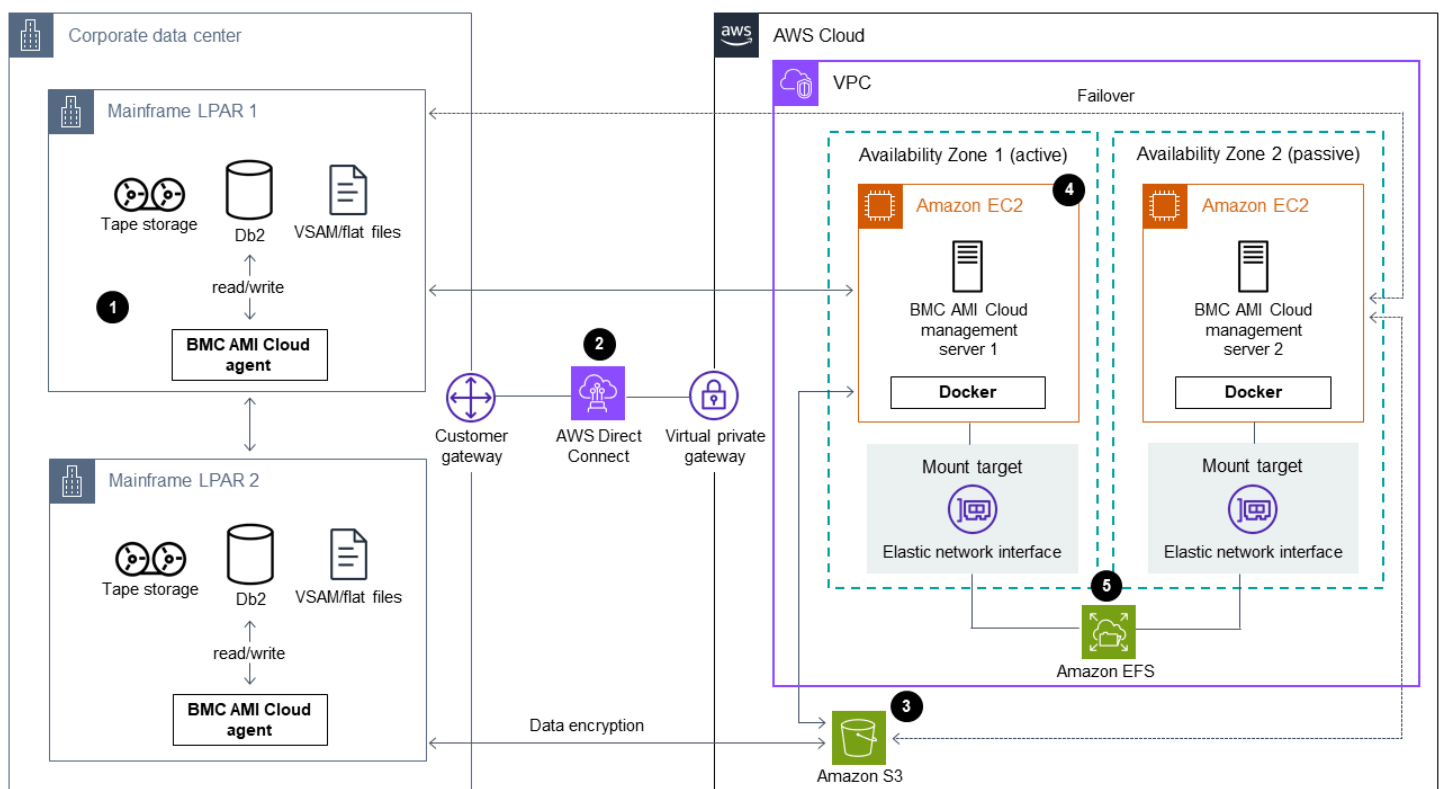 Corporate data center
Mainframe LPAR 1
Tape storage
Db2
VSAM/flat files
read/write
1
BMC AMI Cloud
agent
Mainframe LPAR 2
Tape storage
Db2
VSAM/flat files
read/write
BMC AMI Cloud
agent
2
Customer
gateway
AWS Direct
Connect
Virtual private
gateway
Data encryption
aws
AWS Cloud
VPC
Failover
Availability Zone 1 (active)
4
Amazon EC2
BMC AMI Cloud
management
server 1
Docker
Mount target
Elastic network interface
Availability Zone 2 (passive)
Amazon EC2
BMC AMI Cloud
management
server 2
Docker
Mount target
Elastic network interface
5
Amazon EFS
3
Amazon S3